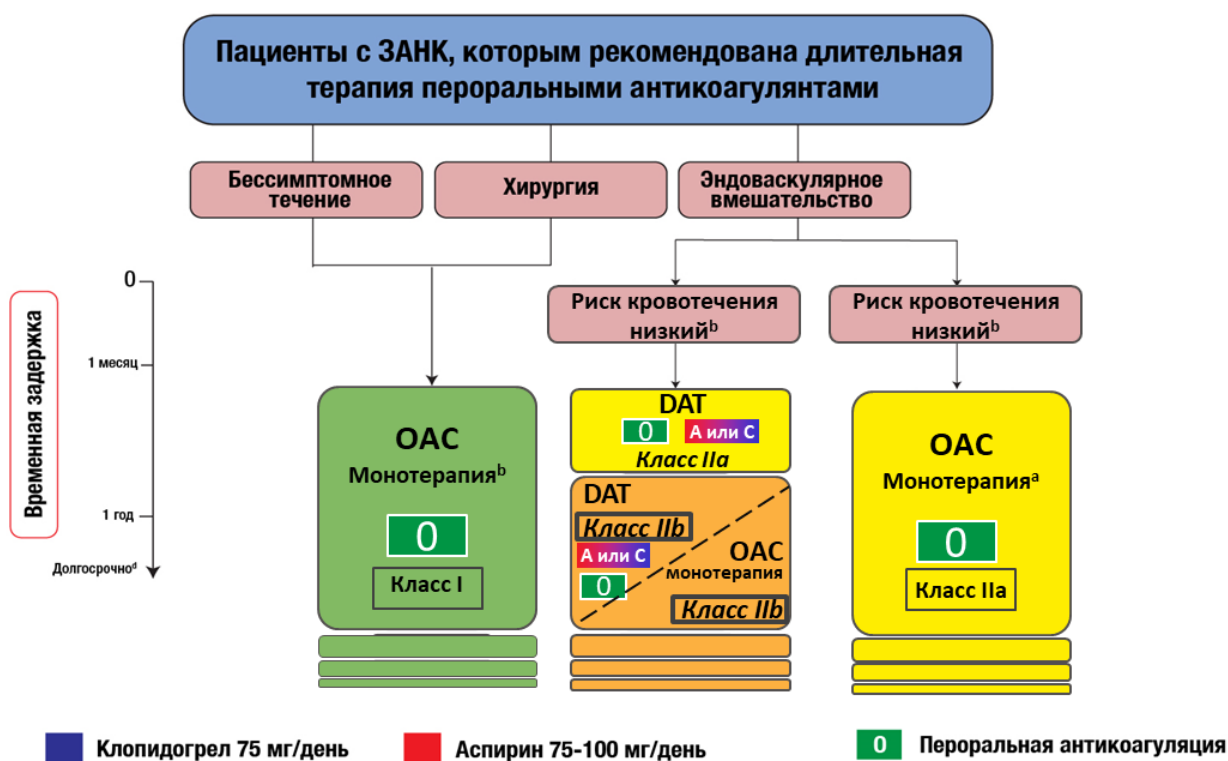 Пациенты с ЗАНК, которым рекомендована длительная
терапия пероральными антикоагулянтами
Бессимптомное
течение
Хирургия
Эндоваскулярное
вмешательство
Временная задержка
0
1 месяц
1 год
Долгосрочноᵈ
Риск кровотечения
низкийᵇ
Риск кровотечения
низкийᵇ
ОАС
Монотерапияᵇ
0
Класс I
DAT
0 А или С
Класс IIa
DAT
Класс IIb
А или С
0
ОАС
монотерапия
Класс IIb
ОАС
Монотерапияᵃ
0
Класс IIa
Клопидогрел 75 мг/день
Аспирин 75-100 мг/день
0 Пероральная антикоагуляция